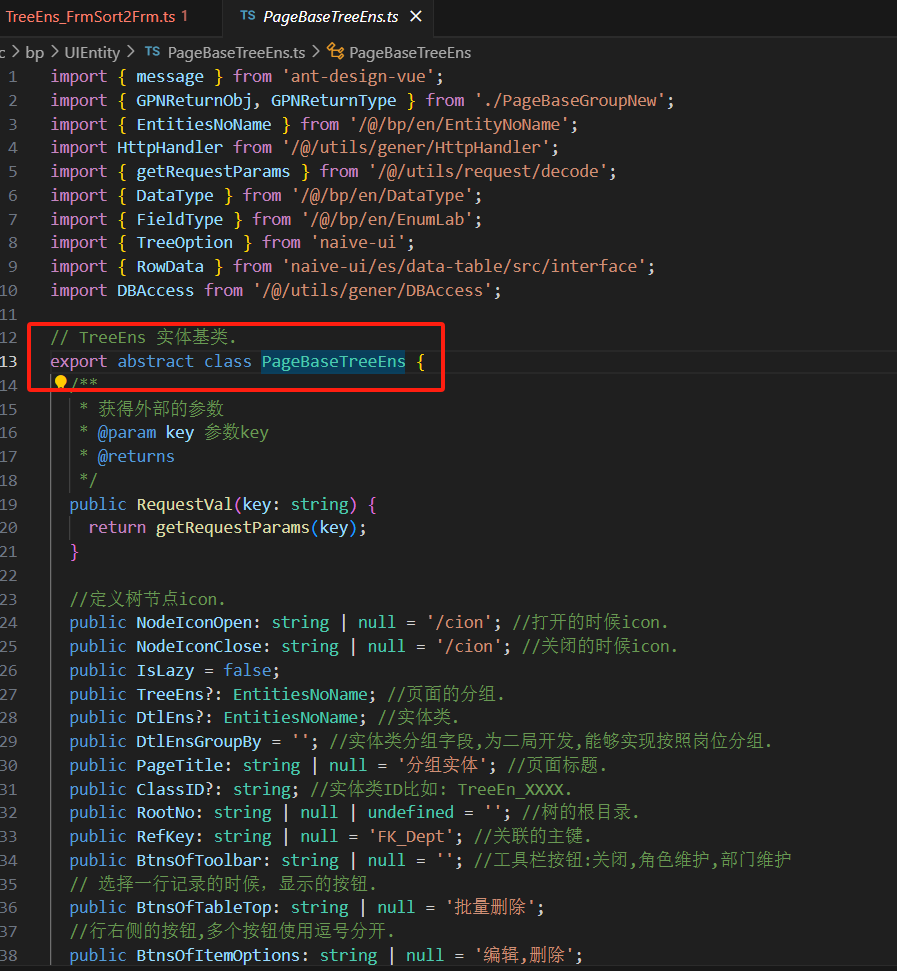 TreeEns_FrmSort2Frm.ts 1
TS PageBaseTreeEns.ts ×
c > bp > UIEntity > TS PageBaseTreeEns.ts > PageBaseTreeEns
1 import { message } from 'ant-design-vue';
2 import { GPNReturnObj, GPNReturnType } from './PageBaseGroupNew';
3 import { EntitiesNoName } from '/@/bp/en/EntityNoName';
4 import HttpHandler from '/@/utils/gener/HttpHandler';
5 import { getRequestParams } from '/@/utils/request/decode';
6 import { DataType } from '/@/bp/en/DataType';
7 import { FieldType } from '/@/bp/en/EnumLab';
8 import { TreeOption } from 'naive-ui';
9 import { RowData } from 'naive-ui/es/data-table/src/interface';
10 import DBAccess from '/@/utils/gener/DBAccess';
11
12 // TreeEns 实体基类.
13 export abstract class PageBaseTreeEns {
14 /**
15 * 获得外部的参数
16 * @param key 参数key
17 * @returns
18 */
19 public RequestVal(key: string) {
20 return getRequestParams(key);
21 }
22
23 //定义树节点icon.
24 public NodeIconOpen: string | null = '/cion'; //打开的时候icon.
25 public NodeIconClose: string | null = '/cion'; //关闭的时候icon.
26 public IsLazy = false;
27 public TreeEns?: EntitiesNoName; //页面的分组.
28 public DtlEns?: EntitiesNoName; //实体类.
29 public DtlEnsGroupBy = ''; //实体类分组字段,为二局开发,能够实现按照岗位分组.
30 public PageTitle: string | null = '分组实体'; //页面标题.
31 public ClassID?: string; //实体类ID比如: TreeEn_XXXX.
32 public RootNo: string | null | undefined = ''; //树的根目录.
33 public RefKey: string | null = 'FK_Dept'; //关联的主键.
34 public BtnsOfToolbar: string | null = ''; //工具栏按钮:关闭,角色维护,部门维护
35 // 选择一行记录的时候，显示的按钮.
36 public BtnsOfTableTop: string | null = '批量删除';
37 //行右侧的按钮,多个按钮使用逗号分开.
38 public BtnsOfItemOptions: string | null = '编辑,删除';